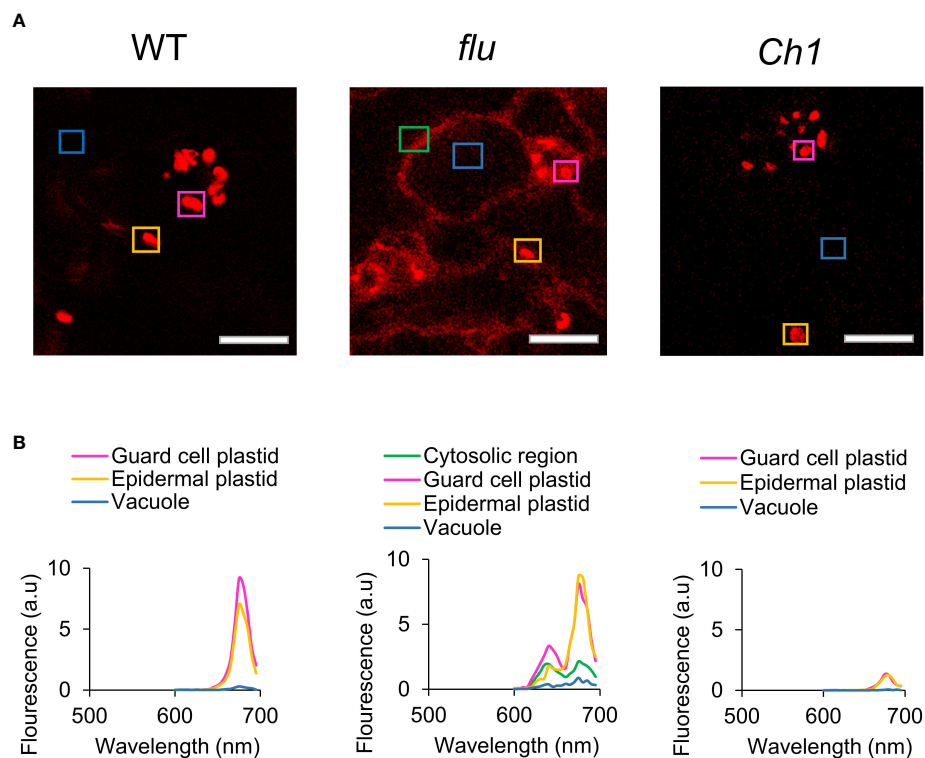 A
WT
flu
Ch1
B
Guard cell plastid
Epidermal plastid
Vacuole
Flourescence (a.u)
10
5
0
500
600
700
Wavelength (nm)
Cytosolic region
Guard cell plastid
Epidermal plastid
Vacuole
Flourescence (a.u)
10
5
0
500
600
700
Wavelength (nm)
Guard cell plastid
Epidermal plastid
Vacuole
Fluorescence (a.u)
10
5
0
500
600
700
Wavelength (nm)